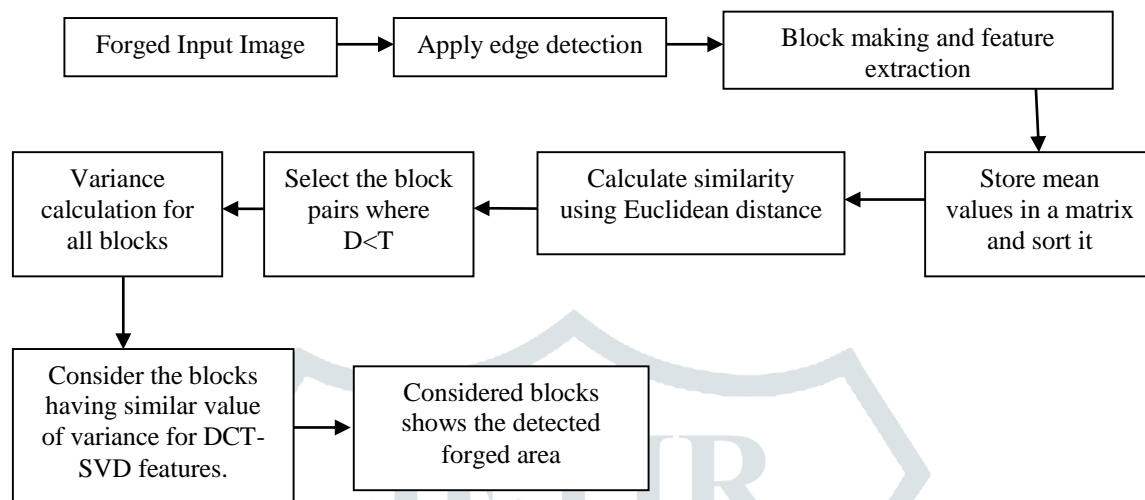 Forged Input Image
Apply edge detection
Block making and feature
extraction
Store mean
values in a matrix
and sort it
Calculate similarity
using Euclidean distance
Select the block
pairs where
D<T
Variance
calculation for
all blocks
Consider the blocks
having similar value
of variance for DCT-
SVD features.
Considered blocks
shows the detected
forged area